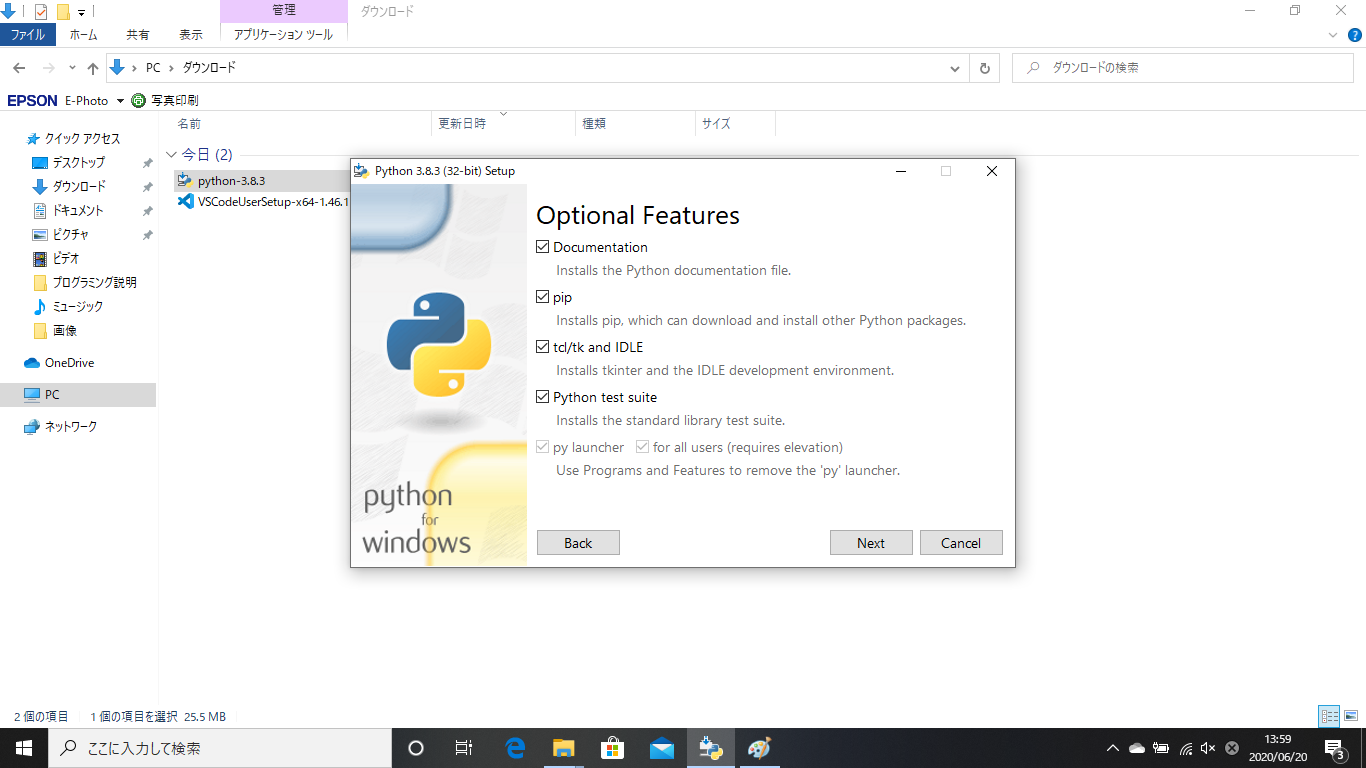 管理
ダウンロード
ファイル ホーム 共有 表示 アプリケーション ツール
PC ダウンロード
ダウンロードの検索
EPSON E-Photo 写真印刷
名前 更新日時 種類 サイズ
クイック アクセス
デスクトップ
ダウンロード
ドキュメント
ピクチャ
ビデオ
プログラミング説明
ミュージック
画像
OneDrive
PC
ネットワーク
今日 (2)
python-3.8.3
VSCodeUserSetup-x64-1.46.1
Python 3.8.3 (32-bit) Setup
Optional Features
Documentation
Installs the Python documentation file.
pip
Installs pip, which can download and install other Python packages.
tcl/tk and IDLE
Installs tkinter and the IDLE development environment.
Python test suite
Installs the standard library test suite.
py launcher for all users (requires elevation)
Use Programs and Features to remove the 'py' launcher.
python
for
windows
Back Next Cancel
2 個の項目 1 個の項目を選択 25.5 MB
ここに入力して検索
13:59
2020/06/20
3